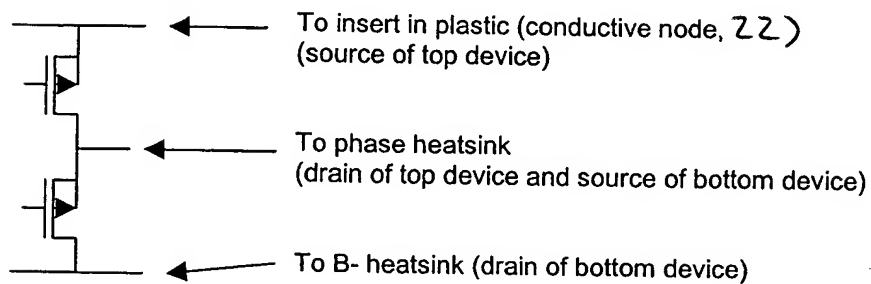 To insert in plastic (conductive node, 22)
(source of top device)
To phase heatsink
(drain of top device and source of bottom device)
To B- heatsink (drain of bottom device)